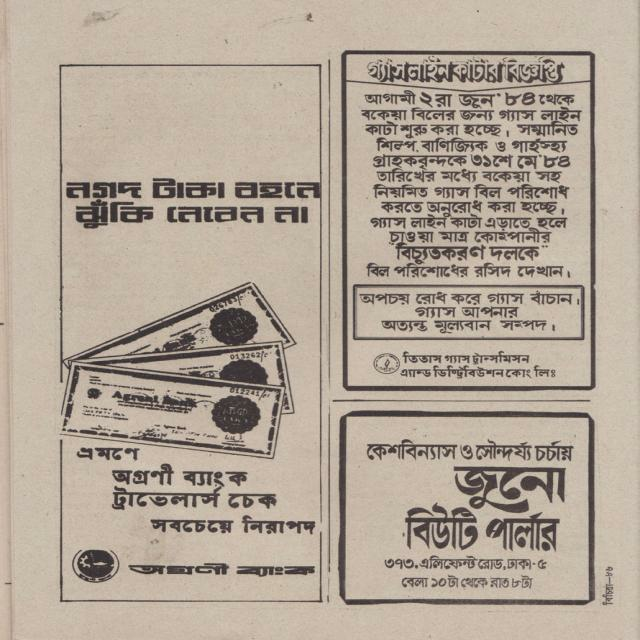 নগদ টাকা বহনে
ঝুঁকি নেবেন না
013262/c
013241/c
Agrani Bank
ভ্রমণে
অগ্রণী ব্যাংক
ট্রাভেলার্স চেক
সবচেয়ে নিরাপদ
অগ্রণী ব্যাংক
গ্যাস লাইন কাটার বিজ্ঞপ্তি
আগামী ২রা জুন '৮৪ থেকে
বকেয়া বিলের জন্য গ্যাস লাইন
কাটা শুরু করা হচ্ছে। সম্মানিত
শিল্প, বাণিজ্যিক ও গার্হস্থ্য
গ্রাহকবৃন্দকে ৩১শে মে '৮৪
তারিখের মধ্যে বকেয়া সহ
নিয়মিত গ্যাস বিল পরিশোধ
করতে অনুরোধ করা হচ্ছে।
গ্যাস লাইন কাটা এড়াতে হলে
চাওয়া মাত্র কোম্পানীর
"বিচ্যুতকরণ দলকে"
বিল পরিশোধের রসিদ দেখান।
অপচয় রোধ করে গ্যাস বাঁচান।
গ্যাস আপনার
অত্যন্ত মূল্যবান সম্পদ।
তিতাস গ্যাস ট্রান্সমিসন
এ্যান্ড ডিস্ট্রিবিউশন কোং লিঃ
কেশবিন্যাস ও সৌন্দর্য্য চর্চায়
জুনো
বিউটি পার্লার
৩৭৩, এলিফেন্ট রোড, ঢাকা-৫
বেলা ১০টা থেকে রাত ৮টা
বিচিত্রা—৮৬